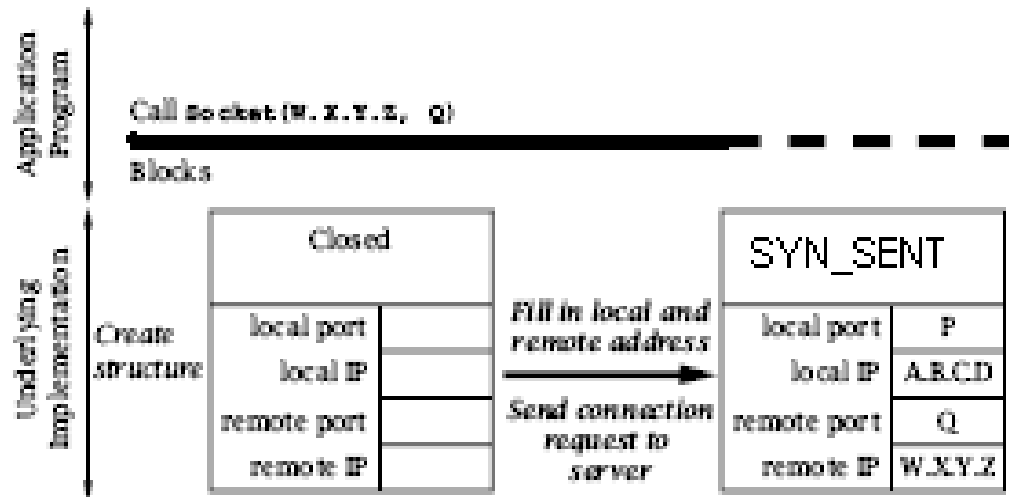 Application
Program
Call Socket(W.X.Y.Z, Q)
Blocks
Underlying
Implementation
Create
structure
Closed
local port
local IP
remote port
remote IP
Fill in local and
remote address
Send connection
request to
server
SYN_SENT
local port P
local IP A.B.C.D
remote port Q
remote IP W.X.Y.Z